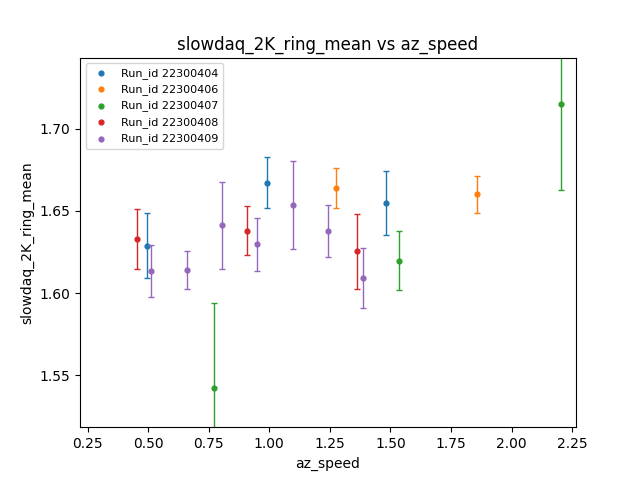 slowdaq_2K_ring_mean vs az_speed
Run_id 22300404
Run_id 22300406
Run_id 22300407
Run_id 22300408
Run_id 22300409
slowdaq_2K_ring_mean
1.70
1.65
1.60
1.55
0.25 0.50 0.75 1.00 1.25 1.50 1.75 2.00 2.25
az_speed